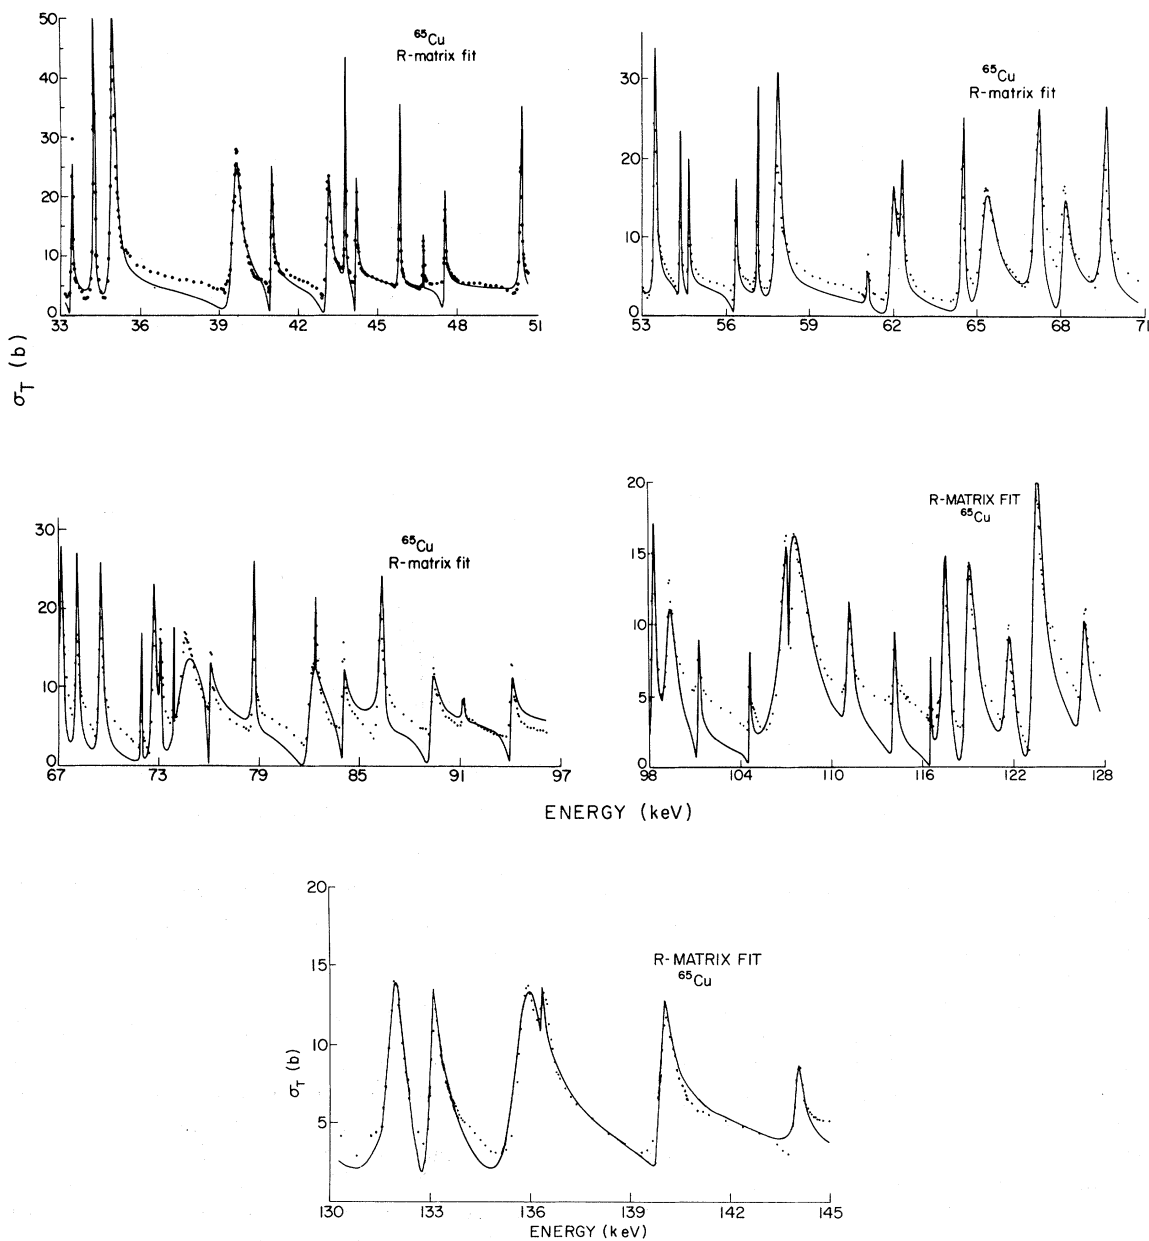 50
40
30
20
10
0
33 36 39 42 45 48 51
⁶⁵Cu
R-matrix fit
30
20
10
0
53 56 59 62 65 68 71
⁶⁵Cu
R-matrix fit
σT (b)
30
20
10
0
67 73 79 85 91 97
⁶⁵Cu
R-matrix fit
20
15
10
5
0
98 104 110 116 122 128
R-MATRIX FIT
⁶⁵Cu
ENERGY (keV)
20
15
10
5
130 133 136 139 142 145
R-MATRIX FIT
⁶⁵Cu
σT (b)
ENERGY (keV)